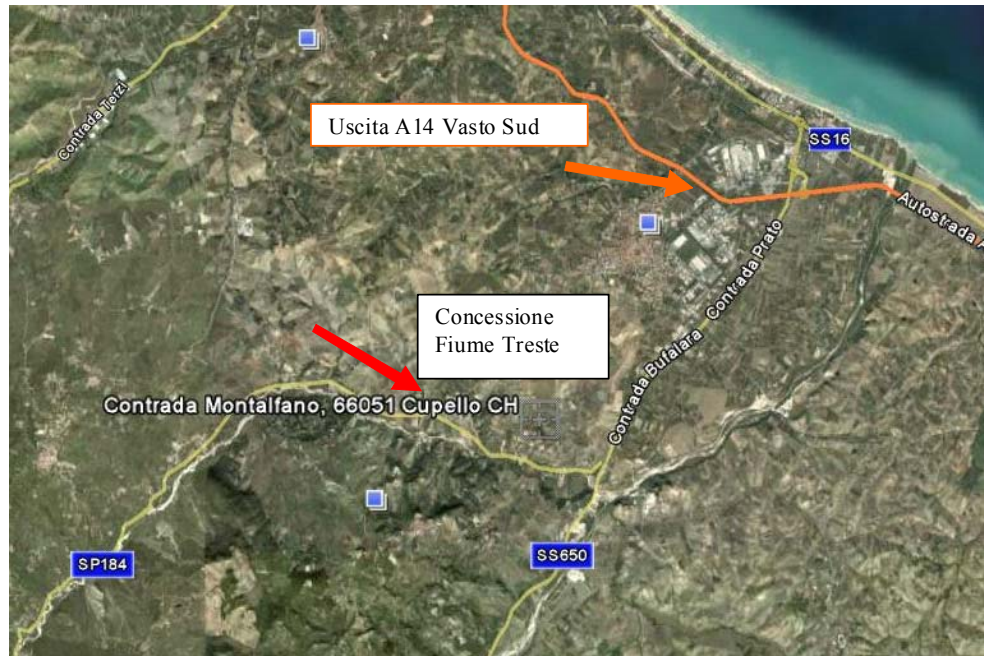 Contrada Terzi
Uscita A14 Vasto Sud
SS16
Autostrada A
Contrada Prato
Concessione
Fiume Treste
Contrada Bufalara
Contrada Montalfano, 66051 Cupello CH
SP184
SS650